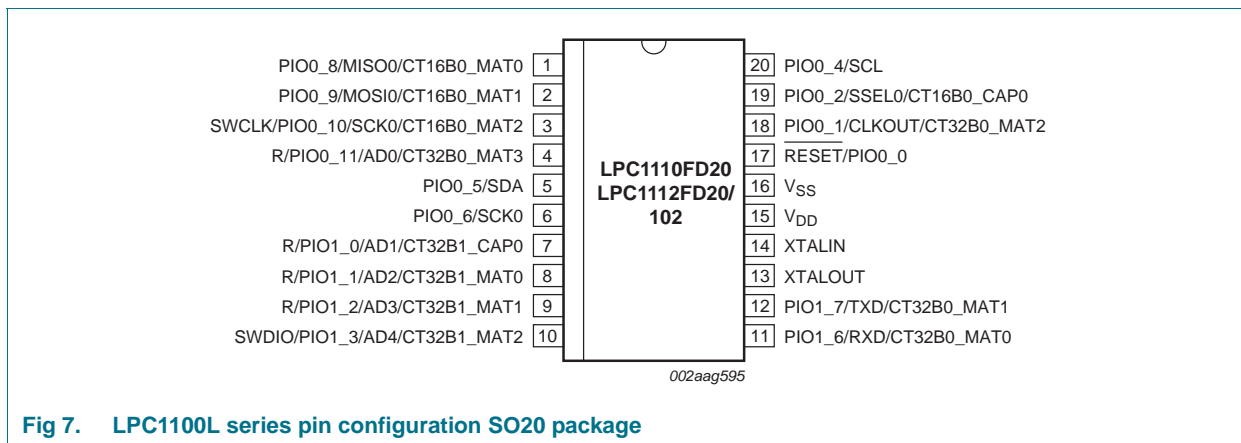 PIO0_8/MISO0/CT16B0_MAT0 1
PIO0_9/MOSI0/CT16B0_MAT1 2
SWCLK/PIO0_10/SCK0/CT16B0_MAT2 3
R/PIO0_11/AD0/CT32B0_MAT3 4
PIO0_5/SDA 5
PIO0_6/SCK0 6
R/PIO1_0/AD1/CT32B1_CAP0 7
R/PIO1_1/AD2/CT32B1_MAT0 8
R/PIO1_2/AD3/CT32B1_MAT1 9
SWDIO/PIO1_3/AD4/CT32B1_MAT2 10
LPC1110FD20
LPC1112FD20/
102
20 PIO0_4/SCL
19 PIO0_2/SSEL0/CT16B0_CAP0
18 PIO0_1/CLKOUT/CT32B0_MAT2
17 RESET/PIO0_0
16 VSS
15 VDD
14 XTALIN
13 XTALOUT
12 PIO1_7/TXD/CT32B0_MAT1
11 PIO1_6/RXD/CT32B0_MAT0
002aag595
Fig 7. LPC1100L series pin configuration SO20 package